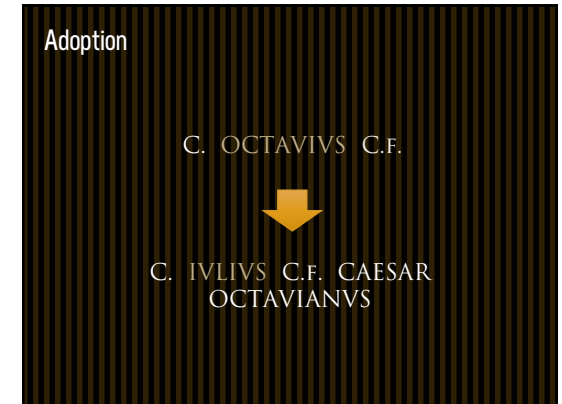 Adoption
C. OCTAVIVS C.F.
C. IVLIVS C.F. CAESAR
OCTAVIANVS